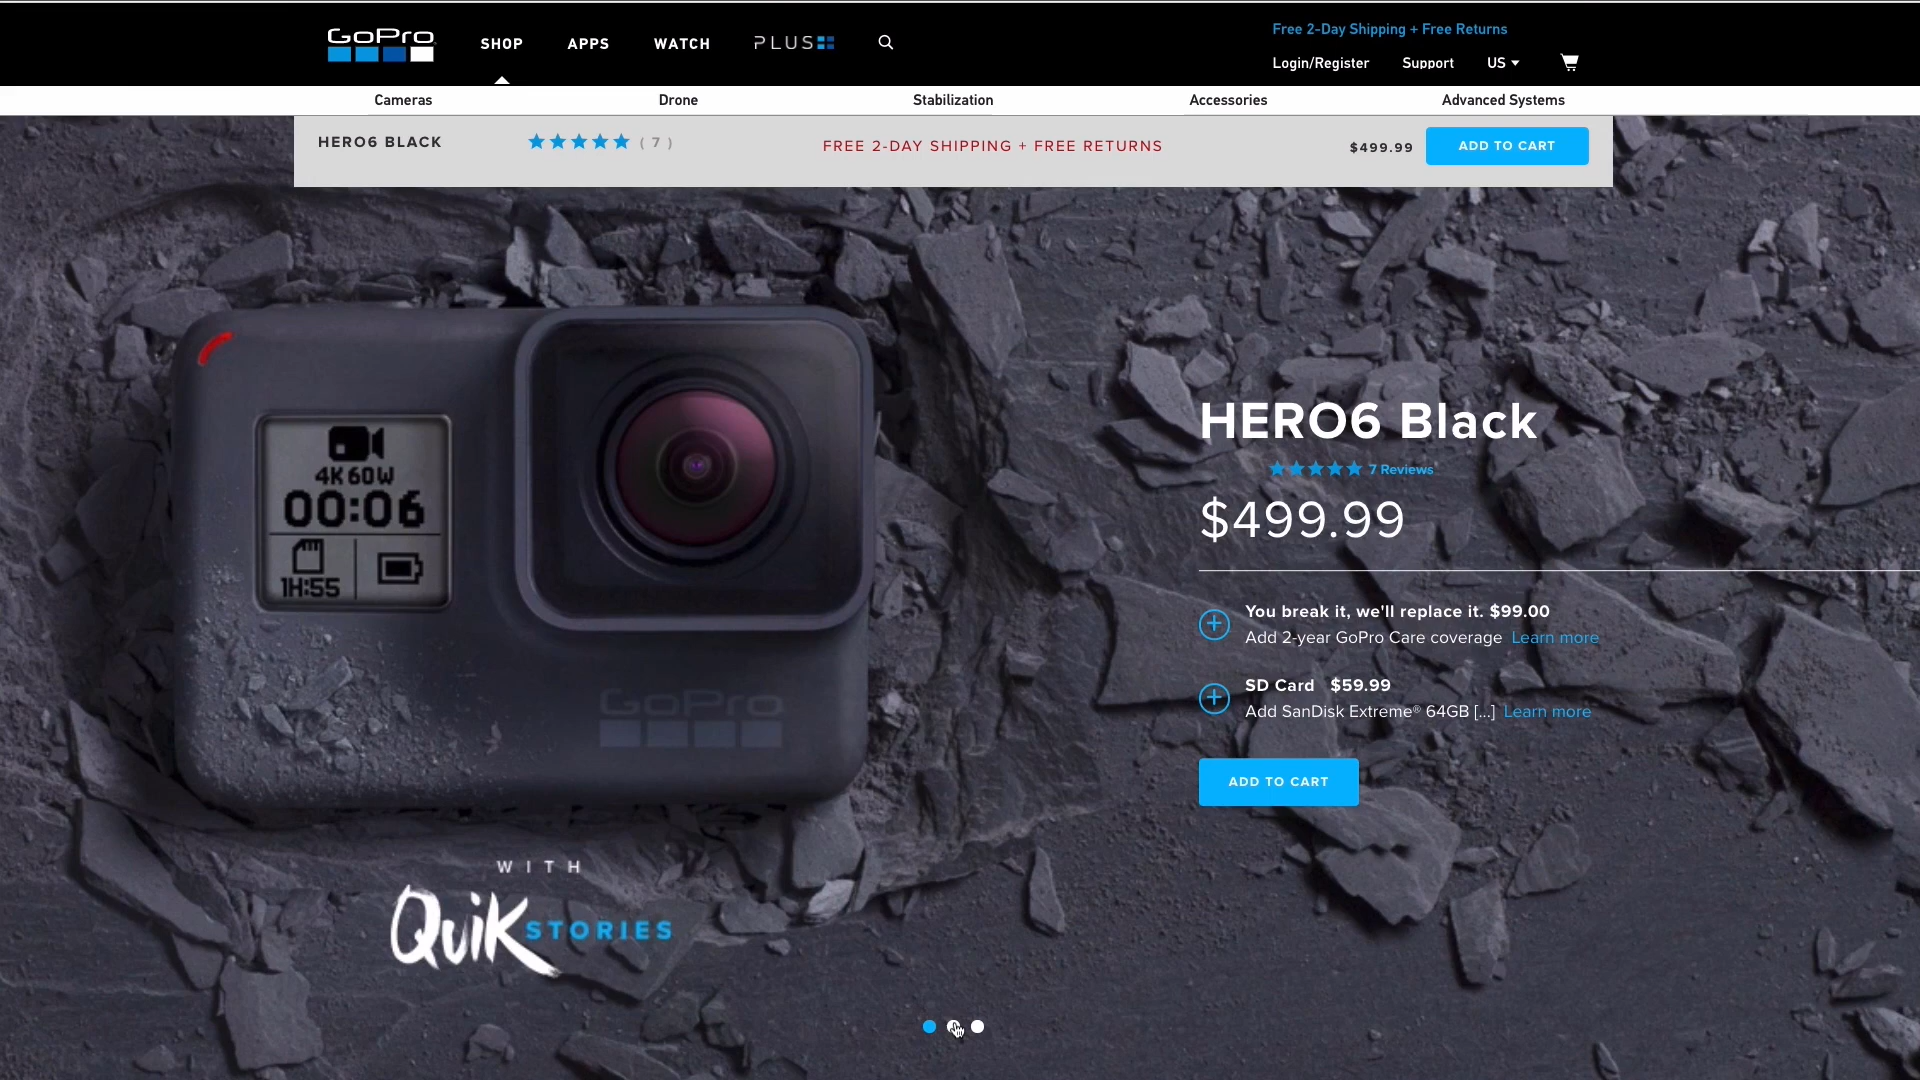 GoPro
SHOP
APPS
WATCH
PLUS
Free 2-Day Shipping + Free Returns
Login/Register
Support
US
Cameras
Drone
Stabilization
Accessories
Advanced Systems
HERO6 BLACK
( 7 )
FREE 2-DAY SHIPPING + FREE RETURNS
$499.99
ADD TO CART
4K 60W
00:06
1H:55
GoPro
HERO6 Black
7 Reviews
$499.99
You break it, we'll replace it. $99.00
Add 2-year GoPro Care coverage Learn more
SD Card $59.99
Add SanDisk Extreme® 64GB [...] Learn more
ADD TO CART
WITH
Quik STORIES